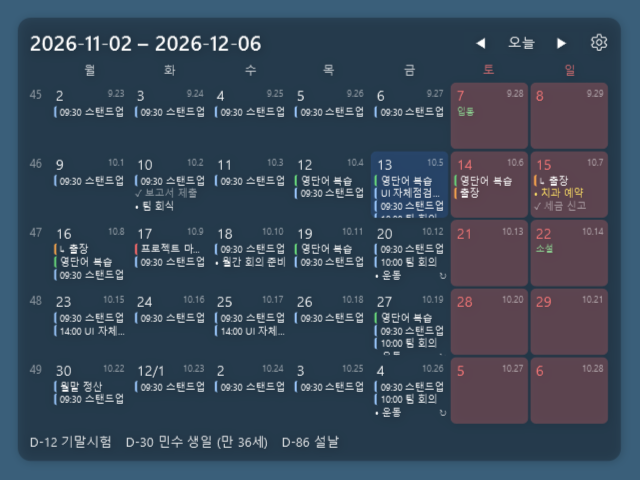 2026-11-02 – 2026-12-06 ◀ 오늘 ▶
월 화 수 목 금 토 일
45 2 9.23 3 9.24 4 9.25 5 9.26 6 9.27 7 9.28 8 9.29
09:30 스탠드업 09:30 스탠드업 09:30 스탠드업 09:30 스탠드업 09:30 스탠드업 입동
46 9 10.1 10 10.2 11 10.3 12 10.4 13 10.5 14 10.6 15 10.7
09:30 스탠드업 09:30 스탠드업 09:30 스탠드업 영단어 복습 영단어 복습 영단어 복습 ↳ 출장
✓ 보고서 제출 09:30 스탠드업 UI 자체점검... 출장 • 치과 예약
• 팀 회식 09:30 스탠드업 ✓ 세금 신고
10:00 팀 회의
47 16 10.8 17 10.9 18 10.10 19 10.11 20 10.12 21 10.13 22 10.14
↳ 출장 프로젝트 마... 09:30 스탠드업 영단어 복습 09:30 스탠드업 소설
영단어 복습 09:30 스탠드업 • 월간 회의 준비 09:30 스탠드업 10:00 팀 회의
09:30 스탠드업 • 운동 ↻
48 23 10.15 24 10.16 25 10.17 26 10.18 27 10.19 28 10.20 29 10.21
09:30 스탠드업 09:30 스탠드업 09:30 스탠드업 09:30 스탠드업 영단어 복습
14:00 UI 자체... 14:00 UI 자체... 09:30 스탠드업
10:00 팀 회의
49 30 10.22 12/1 10.23 2 10.24 3 10.25 4 10.26 5 10.27 6 10.28
월말 정산 09:30 스탠드업 09:30 스탠드업 09:30 스탠드업 09:30 스탠드업
09:30 스탠드업 10:00 팀 회의
• 운동 ↻
D-12 기말시험 D-30 민수 생일 (만 36세) D-86 설날